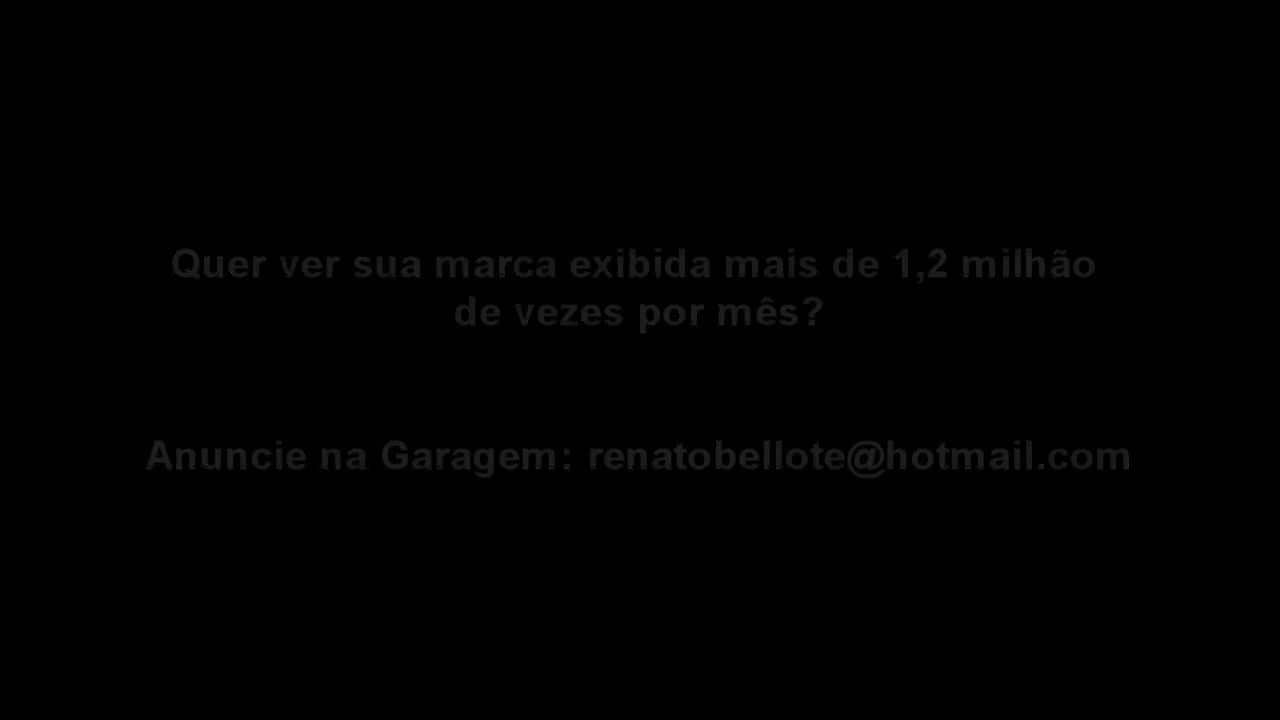 Quer ver sua marca exibida mais de 1,2 milhão
de vezes por mês?
Anuncie na Garagem: renatobellote@hotmail.com